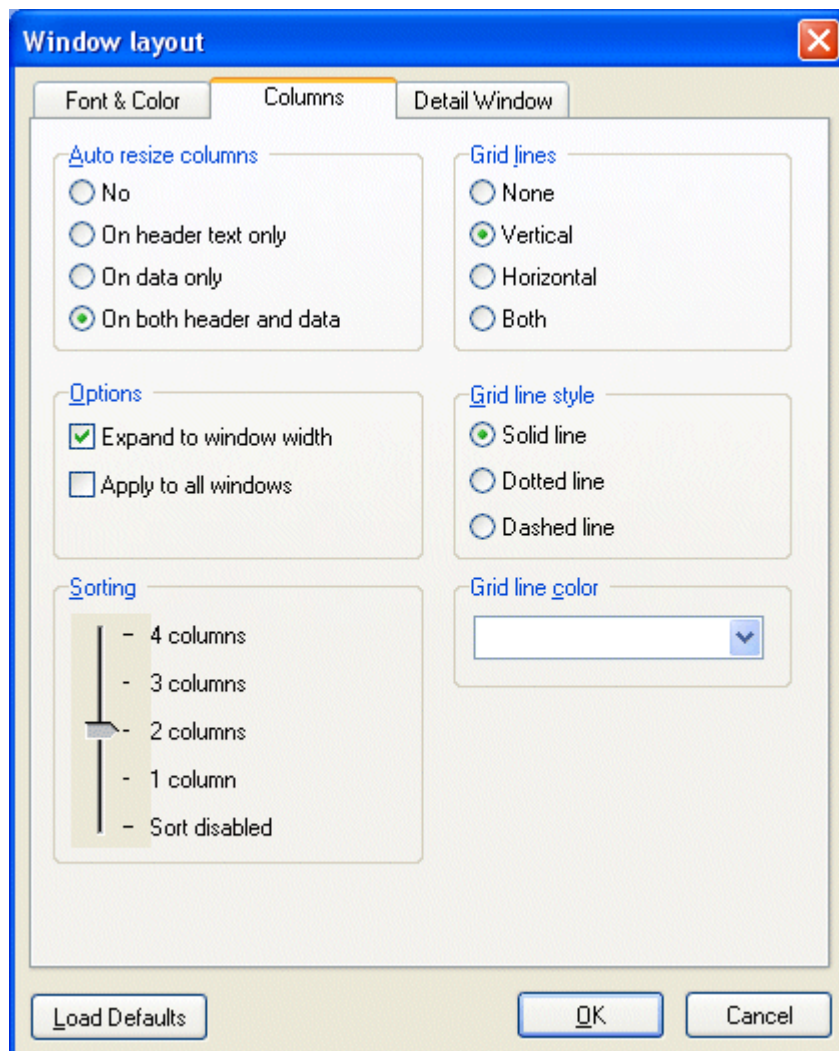 Window layout
Font & Color
Columns
Detail Window
Auto resize columns
No
On header text only
On data only
On both header and data
Grid lines
None
Vertical
Horizontal
Both
Options
Expand to window width
Apply to all windows
Grid line style
Solid line
Dotted line
Dashed line
Sorting
4 columns
3 columns
2 columns
1 column
Sort disabled
Grid line color
Load Defaults
OK
Cancel